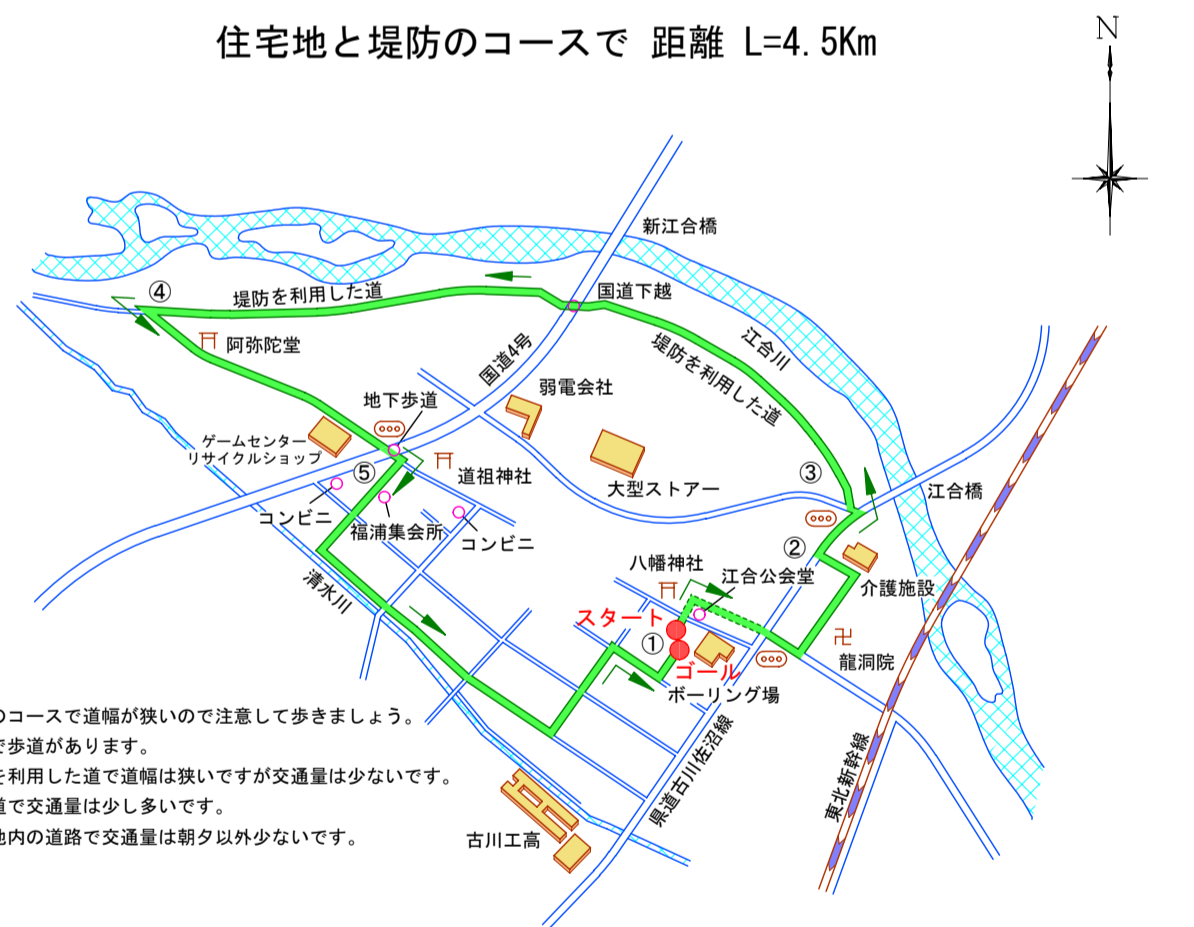 住宅地と堤防のコースで 距離 L=4.5Km
N
新江合橋
④
国道下越
堤防を利用した道
江合川
阿弥陀堂
国道4号
堤防を利用した道
弱電会社
地下歩道
ゲームセンター
リサイクルショップ
⑤
道祖神社
大型ストアー
③
江合橋
コンビニ
福浦集会所
コンビニ
②
清水川
八幡神社
江合公会堂
介護施設
スタート
①
龍洞院
ゴール
ボーリング場
のコースで道幅が狭いので注意して歩きましょう。
で歩道があります。
を利用した道で道幅は狭いですが交通量は少ないです。
道で交通量は少し多いです。
地内の道路で交通量は朝夕以外少ないです。
県道古川佐沼線
東北新幹線
古川工高